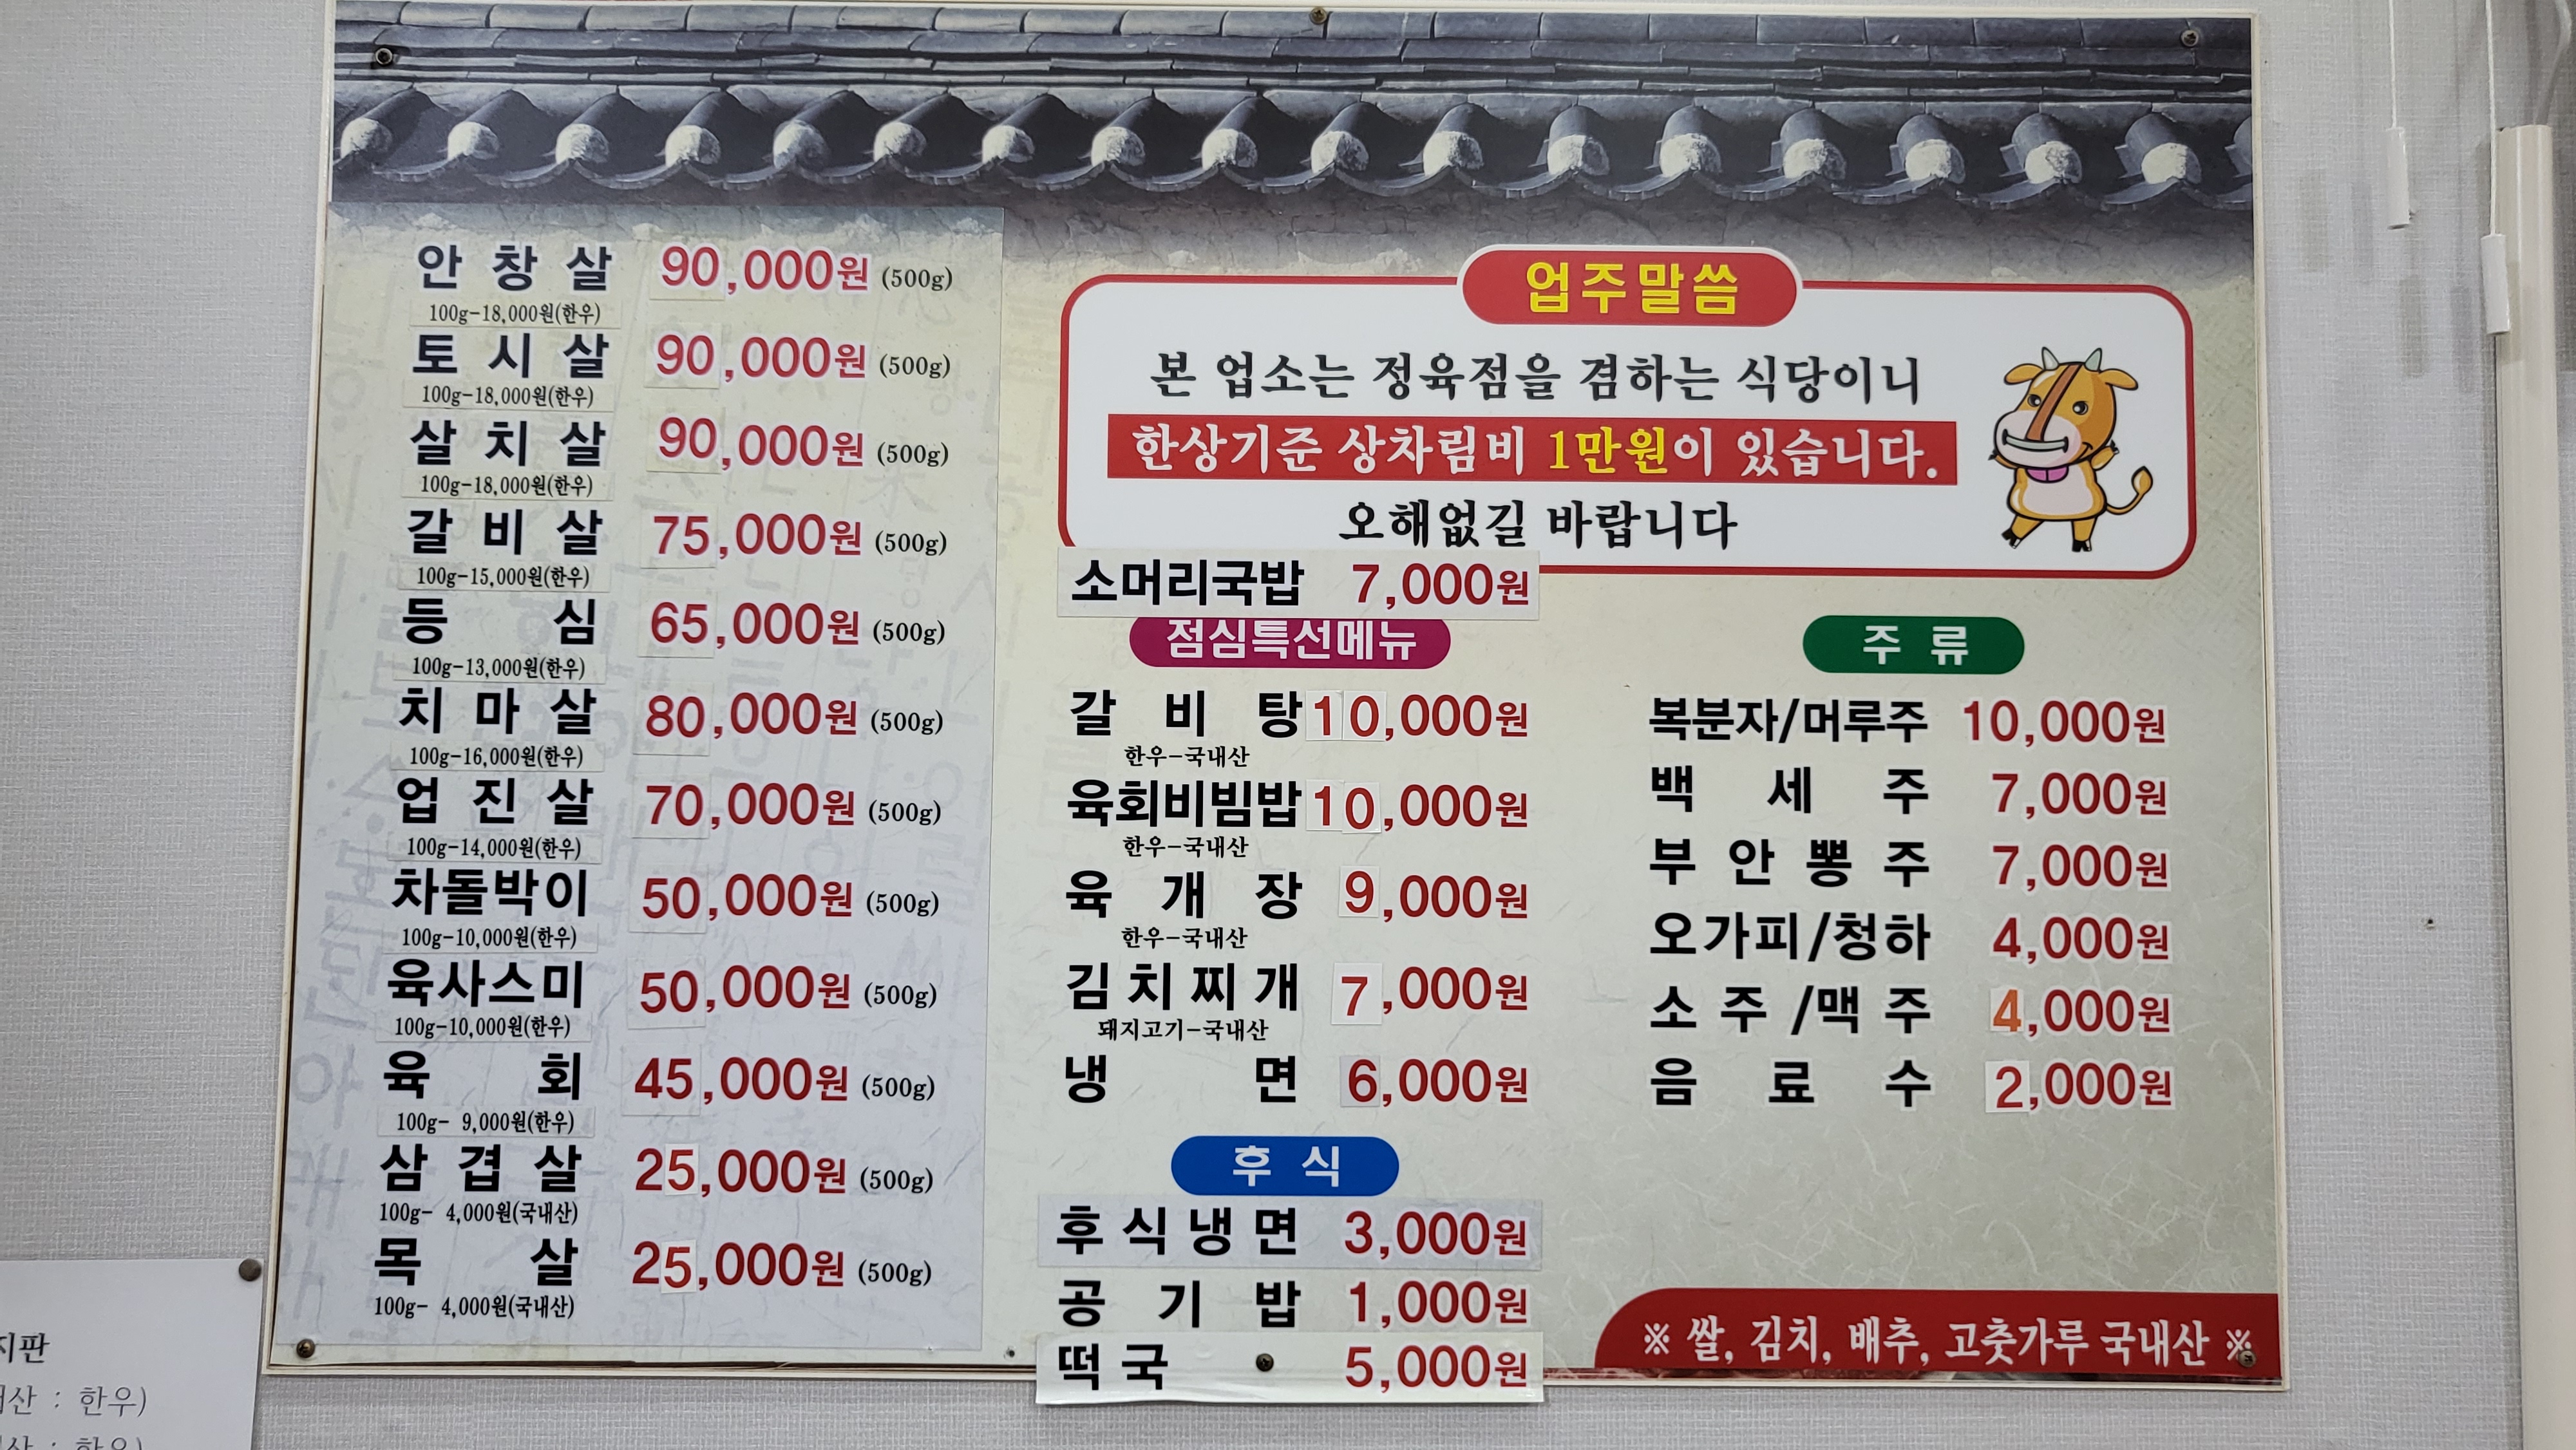 안창살 90,000원 (500g)
100g-18,000원(한우)
토시살 90,000원 (500g)
100g-18,000원(한우)
살치살 90,000원 (500g)
100g-18,000원(한우)
갈비살 75,000원 (500g)
100g-15,000원(한우)
등심 65,000원 (500g)
100g-13,000원(한우)
치마살 80,000원 (500g)
100g-16,000원(한우)
업진살 70,000원 (500g)
100g-14,000원(한우)
차돌박이 50,000원 (500g)
100g-10,000원(한우)
육사스미 50,000원 (500g)
100g-10,000원(한우)
육회 45,000원 (500g)
100g- 9,000원(한우)
삼겹살 25,000원 (500g)
100g- 4,000원(국내산)
목살 25,000원 (500g)
100g- 4,000원(국내산)
업주말씀
본 업소는 정육점을 겸하는 식당이니
한상기준 상차림비 1만원이 있습니다.
오해없길 바랍니다
소머리국밥 7,000원
점심특선메뉴
갈비탕 10,000원
한우-국내산
육회비빔밥 10,000원
한우-국내산
육개장 9,000원
한우-국내산
김치찌개 7,000원
돼지고기-국내산
냉면 6,000원
후식
후식냉면 3,000원
공기밥 1,000원
떡국 5,000원
주류
복분자/머루주 10,000원
백세주 7,000원
부안뽕주 7,000원
오가피/청하 4,000원
소주/맥주 4,000원
음료수 2,000원
※ 쌀, 김치, 배추, 고춧가루 국내산 ※
지판
산 : 한우)